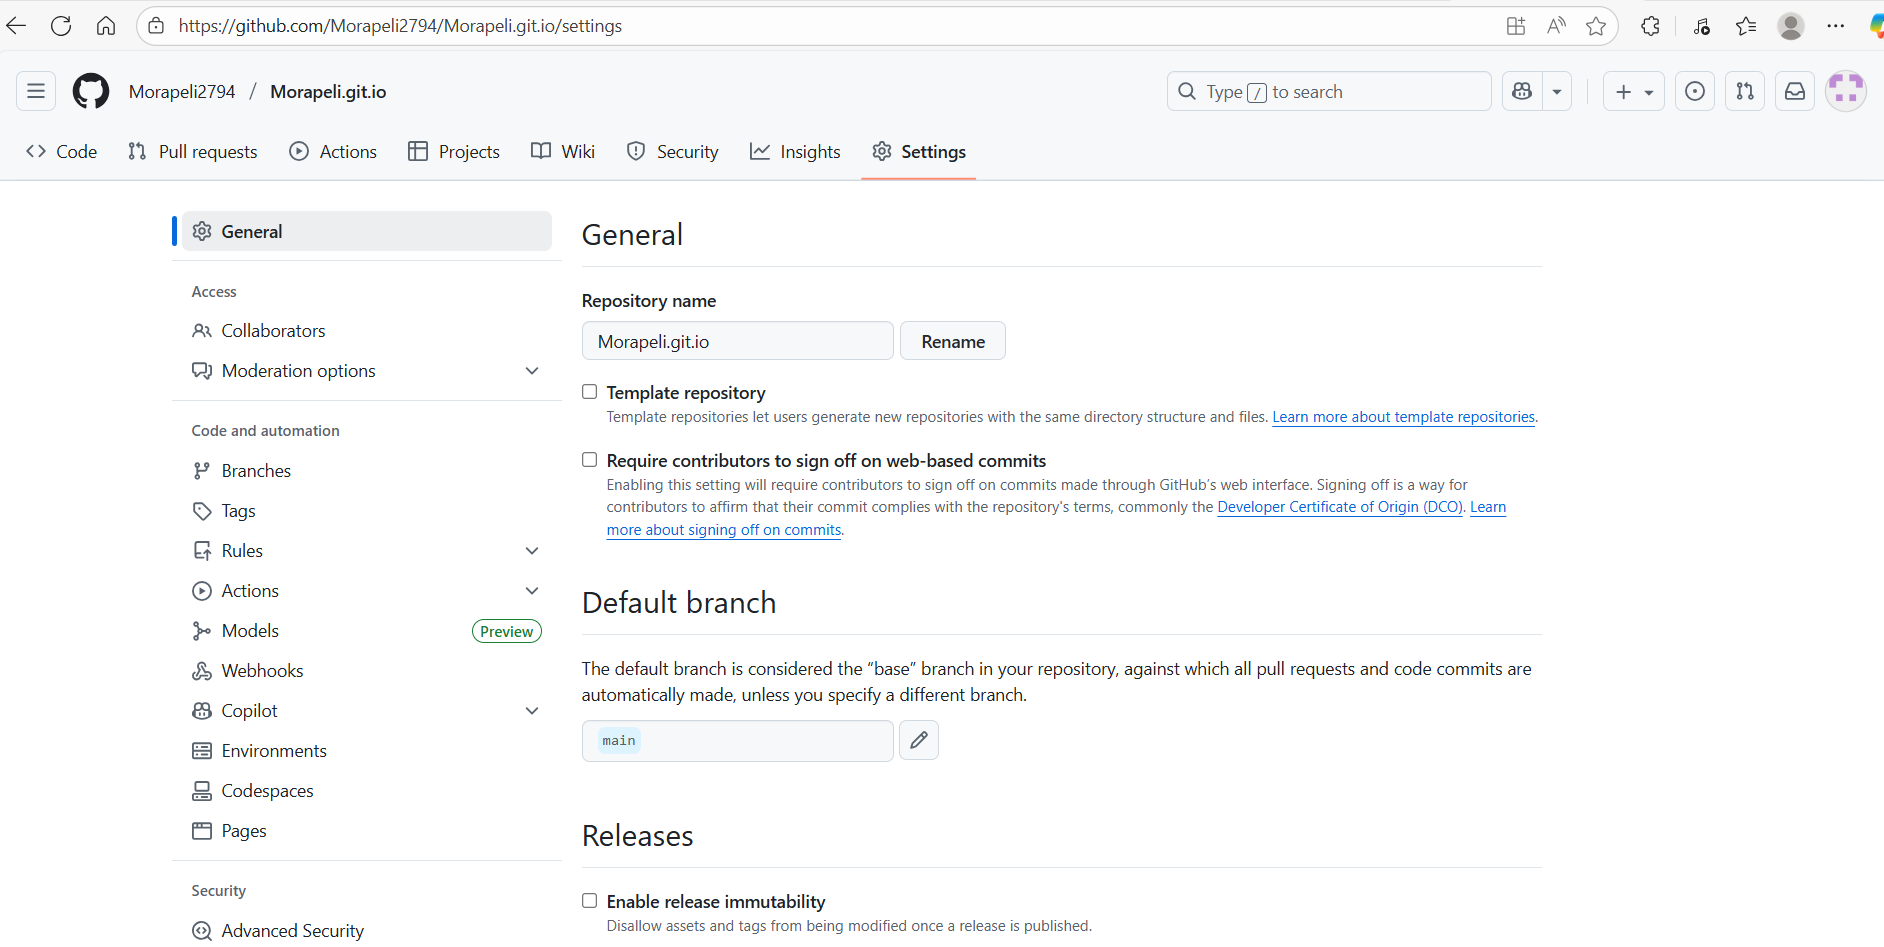 https://github.com/Morapeli2794/Morapeli.git.io/settings
Morapeli2794 / Morapeli.git.io
Type / to search
Code Pull requests Actions Projects Wiki Security Insights Settings
General
Access
Collaborators
Moderation options
Code and automation
Branches
Tags
Rules
Actions
Models Preview
Webhooks
Copilot
Environments
Codespaces
Pages
Security
Advanced Security
General
Repository name
Morapeli.git.io Rename
Template repository
Template repositories let users generate new repositories with the same directory structure and files. Learn more about template repositories.
Require contributors to sign off on web-based commits
Enabling this setting will require contributors to sign off on commits made through GitHub’s web interface. Signing off is a way for
contributors to affirm that their commit complies with the repository's terms, commonly the Developer Certificate of Origin (DCO). Learn
more about signing off on commits.
Default branch
The default branch is considered the “base” branch in your repository, against which all pull requests and code commits are
automatically made, unless you specify a different branch.
main
Releases
Enable release immutability
Disallow assets and tags from being modified once a release is published.